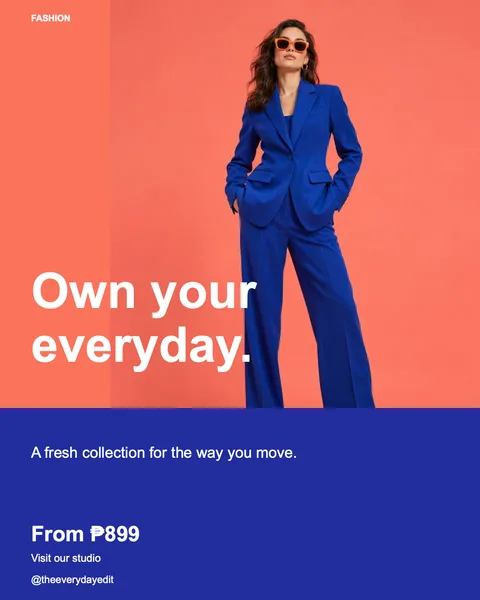 FASHION
Own your
everyday.
A fresh collection for the way you move.
From ₱899
Visit our studio
@theeverydayedit